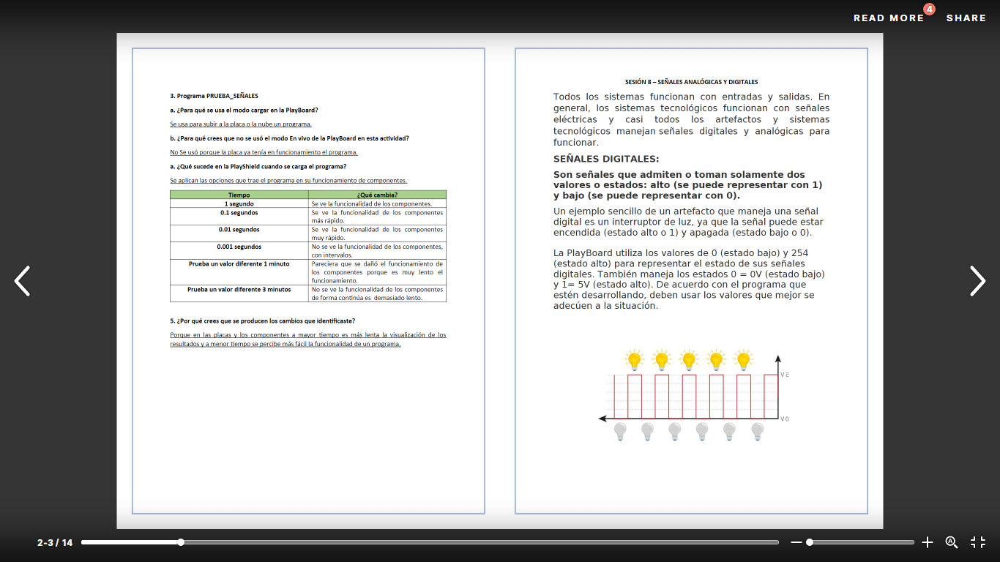 READ MORE
4
SHARE
3. Programa PRUEBA_SEÑALES
a. ¿Para qué se usa el modo cargar en la PlayBoard?
Se usa para subir a la placa o la nube un programa.
b. ¿Para qué crees que no se usó el modo En vivo de la PlayBoard en esta actividad?
No Se usó porque la placa ya tenía en funcionamiento el programa.
a. ¿Qué sucede en la PlayShield cuando se carga el programa?
Se aplican las opciones que trae el programa en su funcionamiento de componentes.
Tiempo ¿Qué cambia?
1 segundo Se ve la funcionalidad de los componentes.
0.1 segundos Se ve la funcionalidad de los componentes
más rápido.
0.01 segundos Se ve la funcionalidad de los componentes
muy rápido.
0.001 segundos No se ve la funcionalidad de los componentes,
con intervalos.
Prueba un valor diferente 1 minuto Pareciera que se dañó el funcionamiento de
los componentes porque es muy lento el
funcionamiento.
Prueba un valor diferente 3 minutos No se ve la funcionalidad de los componentes
de forma continúa es demasiado lento.
5. ¿Por qué crees que se producen los cambios que identificaste?
Porque en las placas y los componentes a mayor tiempo es más lenta la visualización de los
resultados y a menor tiempo se percibe más fácil la funcionalidad de un programa.
SESIÓN 8 – SEÑALES ANALÓGICAS Y DIGITALES
Todos los sistemas funcionan con entradas y salidas. En
general, los sistemas tecnológicos funcionan con señales
eléctricas y casi todos los artefactos y sistemas
tecnológicos manejan señales digitales y analógicas para
funcionar.
SEÑALES DIGITALES:
Son señales que admiten o toman solamente dos
valores o estados: alto (se puede representar con 1)
y bajo (se puede representar con 0).
Un ejemplo sencillo de un artefacto que maneja una señal
digital es un interruptor de luz, ya que la señal puede estar
encendida (estado alto o 1) y apagada (estado bajo o 0).
La PlayBoard utiliza los valores de 0 (estado bajo) y 254
(estado alto) para representar el estado de sus señales
digitales. También maneja los estados 0 = 0V (estado bajo)
y 1= 5V (estado alto). De acuerdo con el programa que
estén desarrollando, deben usar los valores que mejor se
adecúen a la situación.
5 V
0 V
2-3 / 14